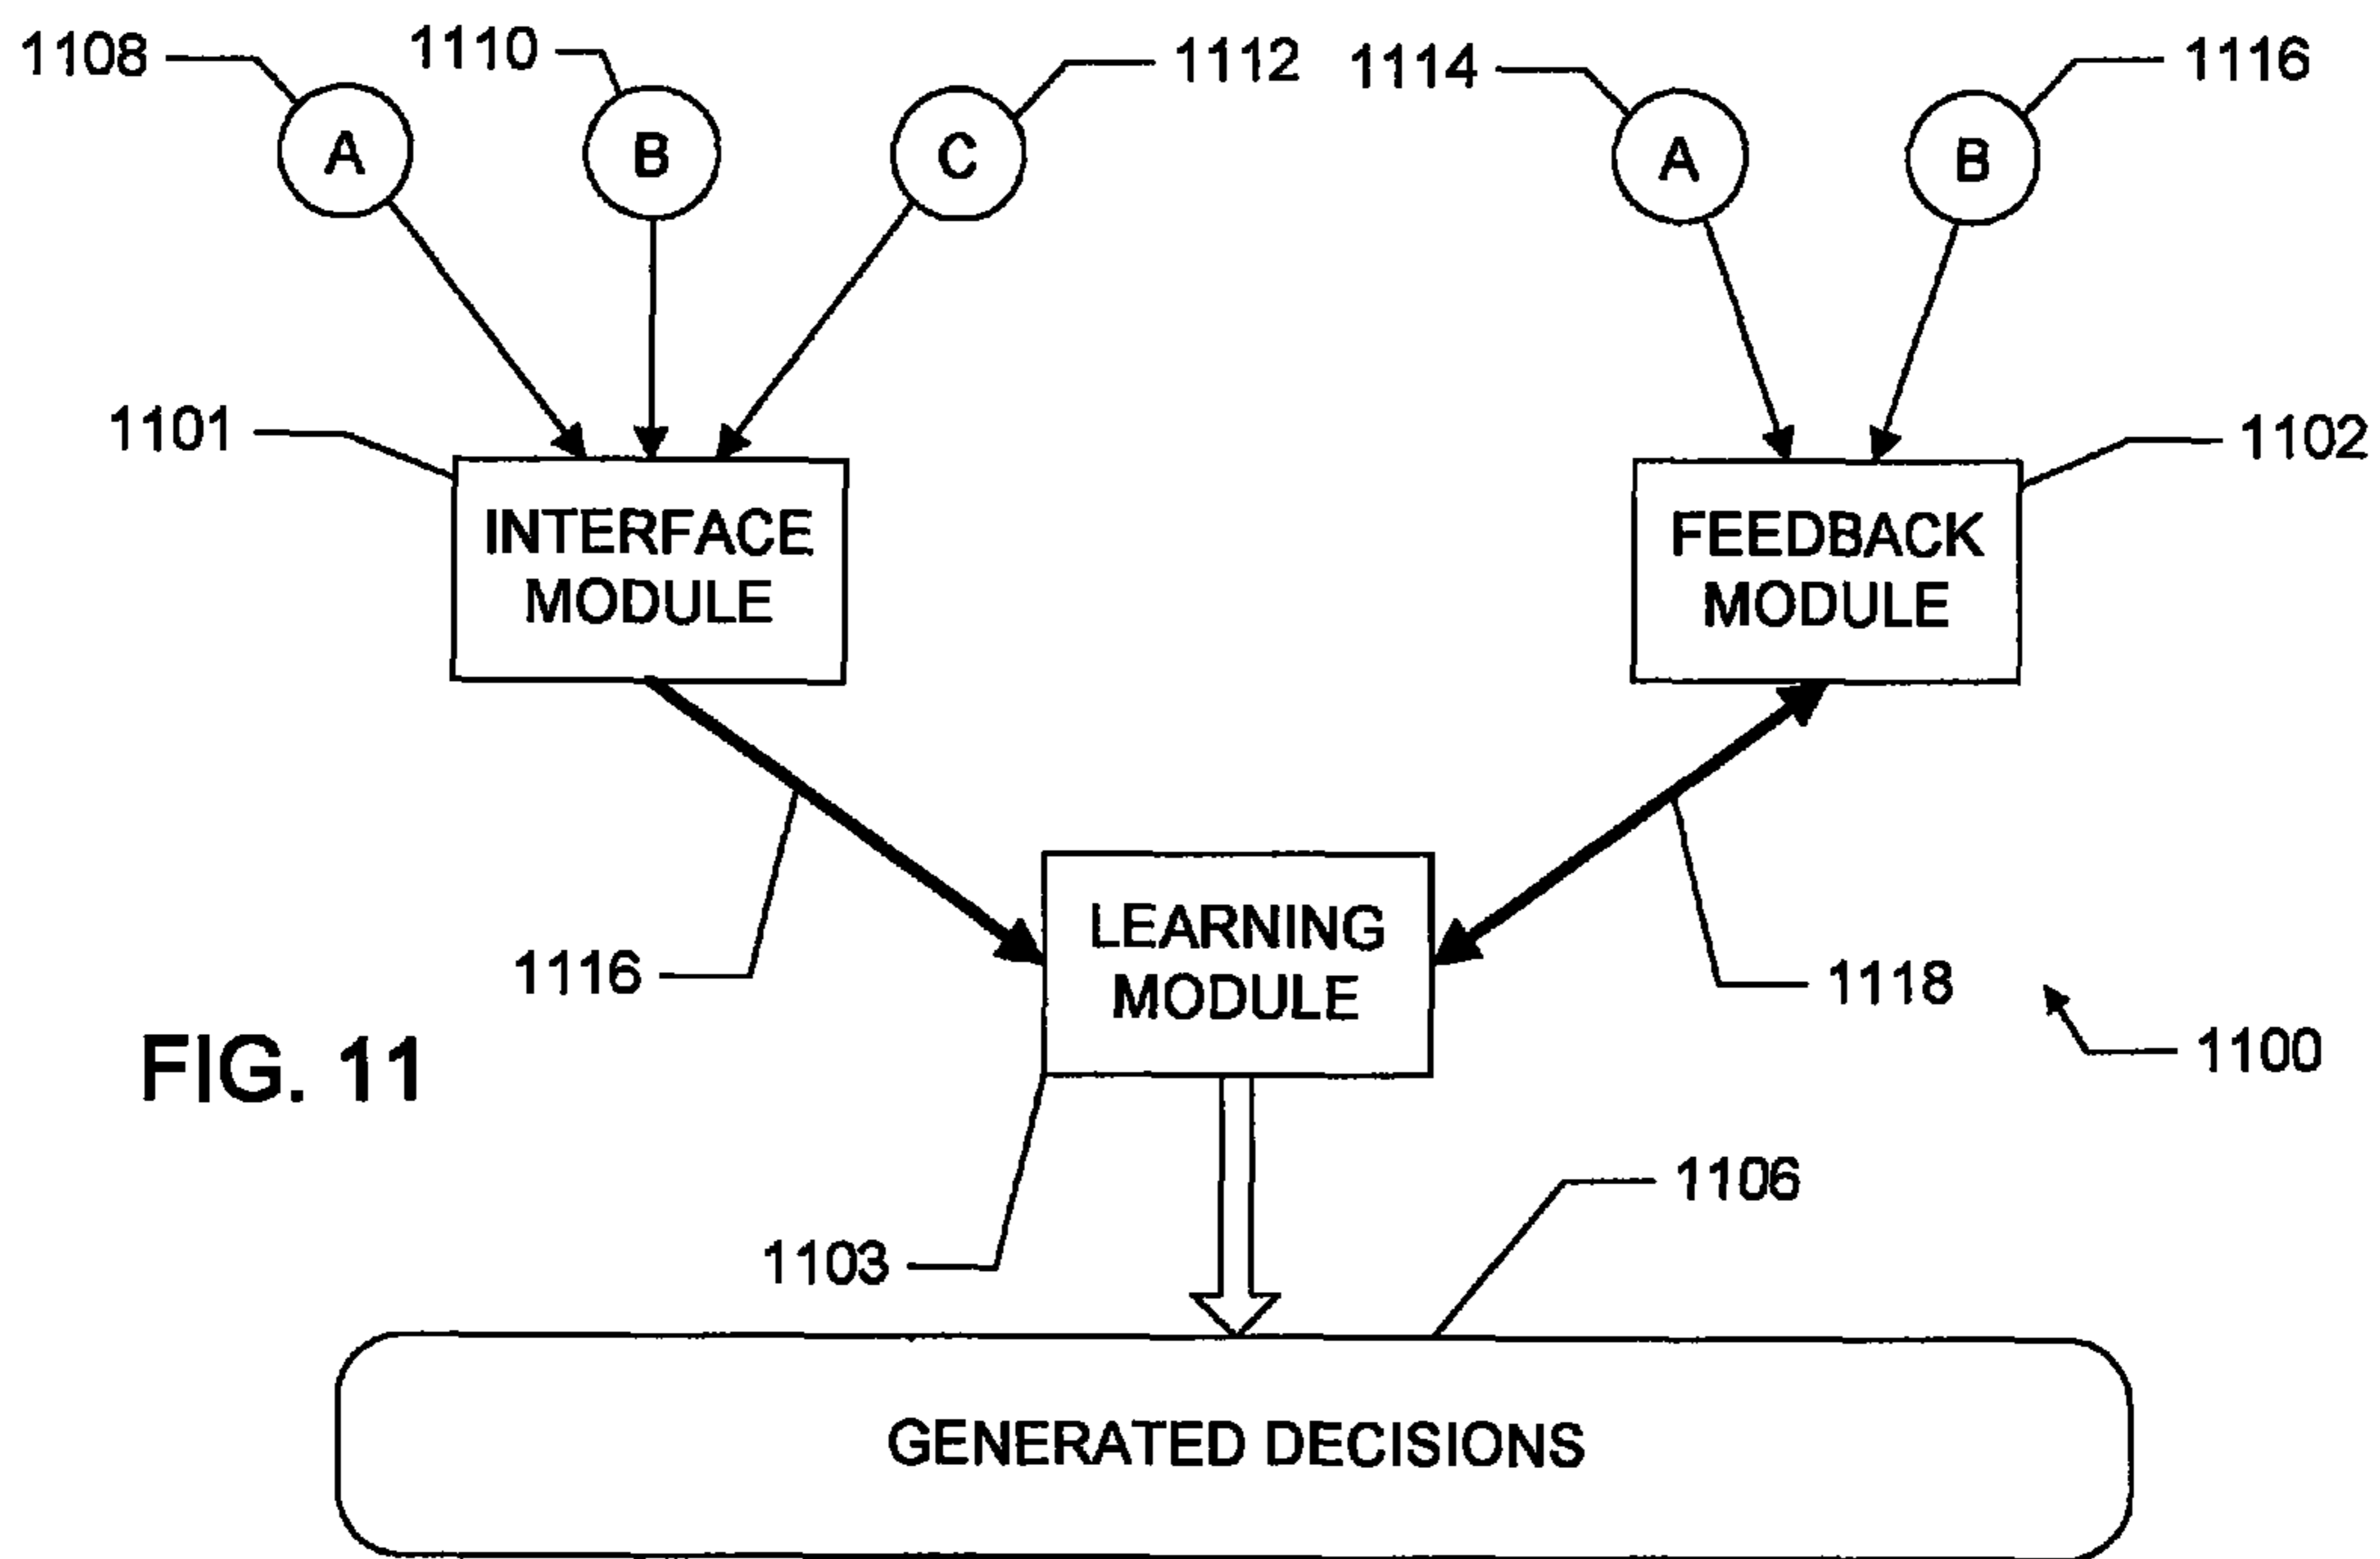 1108
1110
1112
1114
1116
A
B
C
A
B
1101
1102
INTERFACE
MODULE
FEEDBACK
MODULE
LEARNING
MODULE
1116
1118
FIG. 11
1100
1103
1106
GENERATED DECISIONS